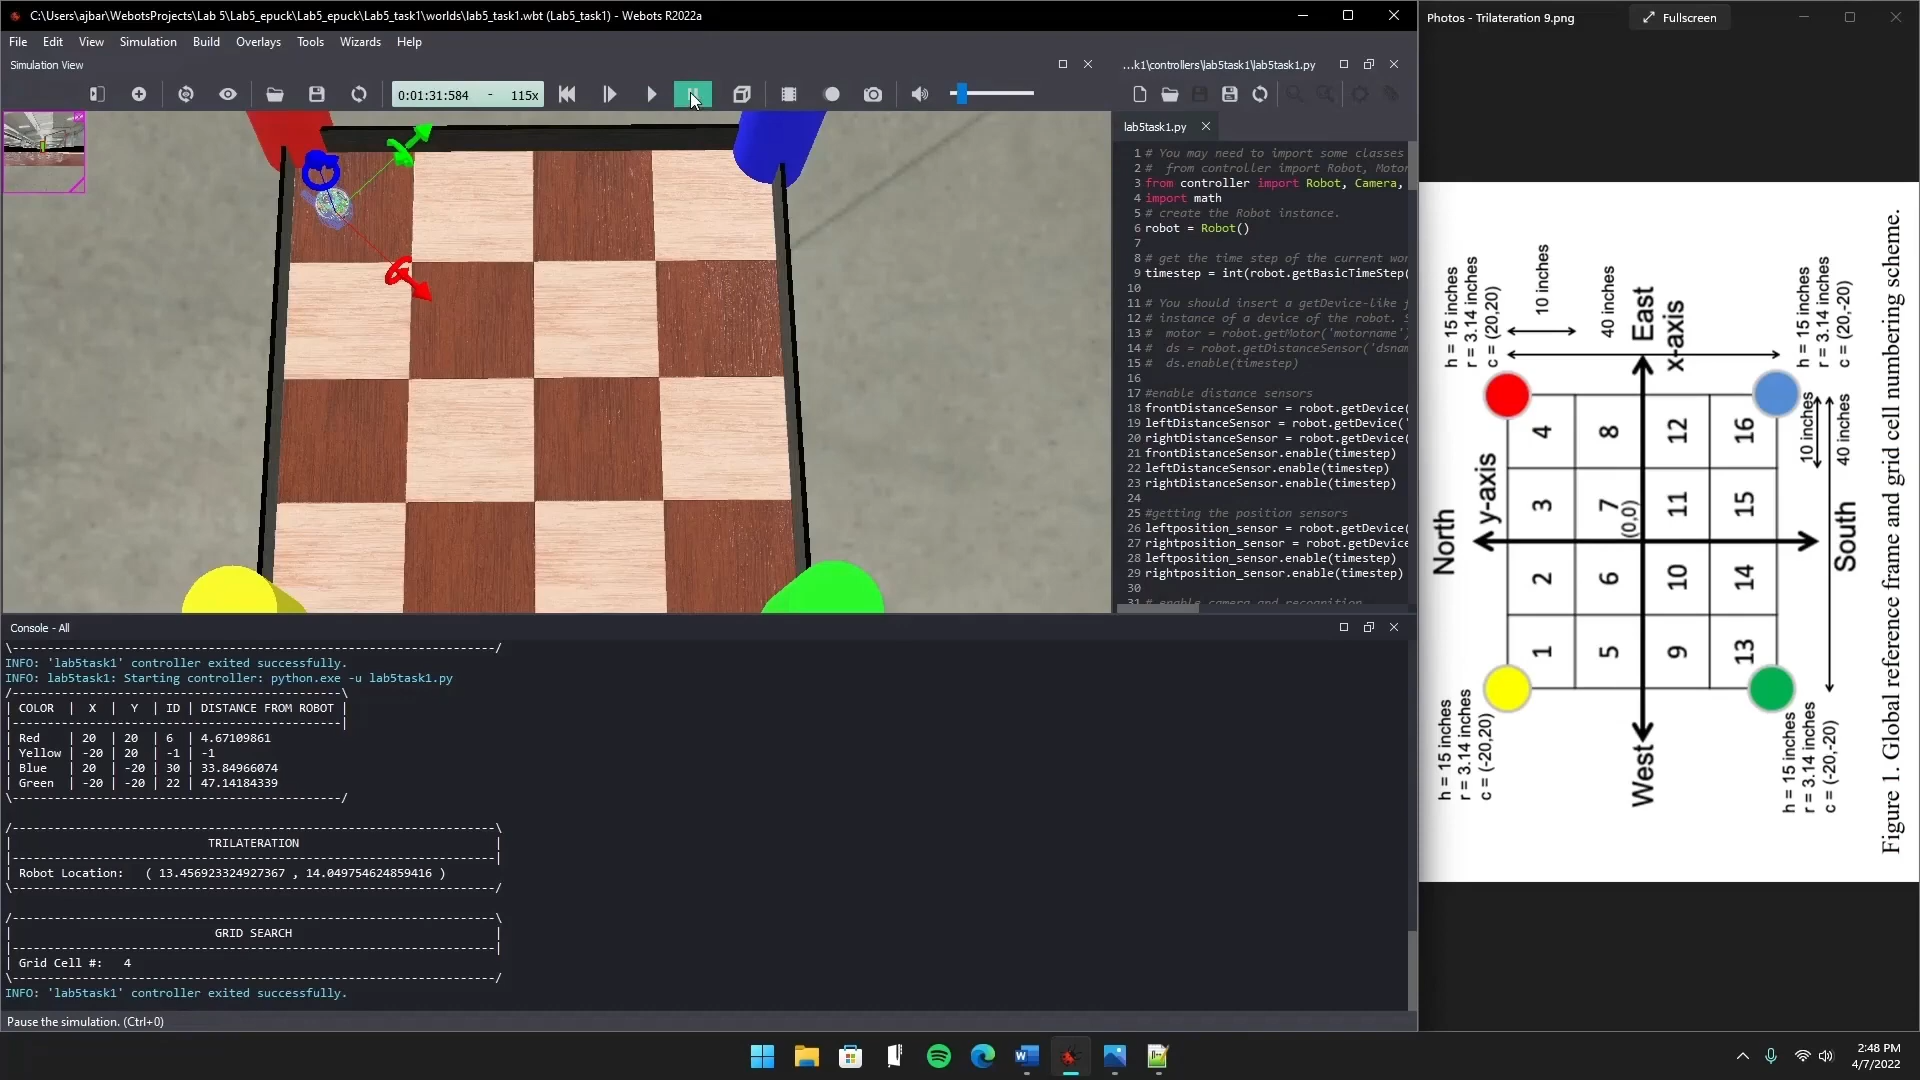 C:\Users\ajbar\WebotsProjects\Lab 5\Lab5_epuck\Lab5_epuck\Lab5_task1\worlds\lab5_task1.wbt (Lab5_task1) - Webots R2022a
File Edit View Simulation Build Overlays Tools Wizards Help
Simulation View
0:01:31:584 - 115x
...k1\controllers\lab5task1\lab5task1.py
lab5task1.py
1 # You may need to import some classes
2 # from controller import Robot, Motor
3 from controller import Robot, Camera,
4 import math
5 # create the Robot instance.
6 robot = Robot()
7
8 # get the time step of the current wor
9 timestep = int(robot.getBasicTimeStep(
10
11 # You should insert a getDevice-like f
12 # instance of a device of the robot. S
13 # motor = robot.getMotor('motorname')
14 # ds = robot.getDistanceSensor('dsnam
15 # ds.enable(timestep)
16
17 #enable distance sensors
18 frontDistanceSensor = robot.getDevice(
19 leftDistanceSensor = robot.getDevice('
20 rightDistanceSensor = robot.getDevice(
21 frontDistanceSensor.enable(timestep)
22 leftDistanceSensor.enable(timestep)
23 rightDistanceSensor.enable(timestep)
24
25 #getting the position sensors
26 leftposition_sensor = robot.getDevice(
27 rightposition_sensor = robot.getDevice
28 leftposition_sensor.enable(timestep)
29 rightposition_sensor.enable(timestep)
30
31 # enable camera and recognition
Console - All
\-------------------------------------------------------/
INFO: 'lab5task1' controller exited successfully.
INFO: lab5task1: Starting controller: python.exe -u lab5task1.py
/---------------------------------------------\
| COLOR | X | Y | ID | DISTANCE FROM ROBOT |
|---------------------------------------------|
| Red | 20 | 20 | 6 | 4.67109861
| Yellow | -20 | 20 | -1 | -1
| Blue | 20 | -20 | 30 | 33.84966074
| Green | -20 | -20 | 22 | 47.14184339
\---------------------------------------------/
/-----------------------------------------------------------------\
| TRILATERATION |
|-----------------------------------------------------------------|
| Robot Location: ( 13.456923324927367 , 14.049754624859416 )
\-----------------------------------------------------------------/
/-----------------------------------------------------------------\
| GRID SEARCH |
|-----------------------------------------------------------------|
| Grid Cell #: 4
\-----------------------------------------------------------------/
INFO: 'lab5task1' controller exited successfully.
Pause the simulation. (Ctrl+0)
Photos - Trilateration 9.png
Fullscreen
h = 15 inches
r = 3.14 inches
c = (-20,20)
North
y-axis
h = 15 inches
r = 3.14 inches
c = (20,20)
10 inches
40 inches
1 2 3 4
5 6 7 8
(0,0)
West
East
x-axis
9 10 11 12
13 14 15 16
h = 15 inches
r = 3.14 inches
c = (-20,-20)
South
10 inches
40 inches
h = 15 inches
r = 3.14 inches
c = (20,-20)
Figure 1. Global reference frame and grid cell numbering scheme.
2:48 PM
4/7/2022